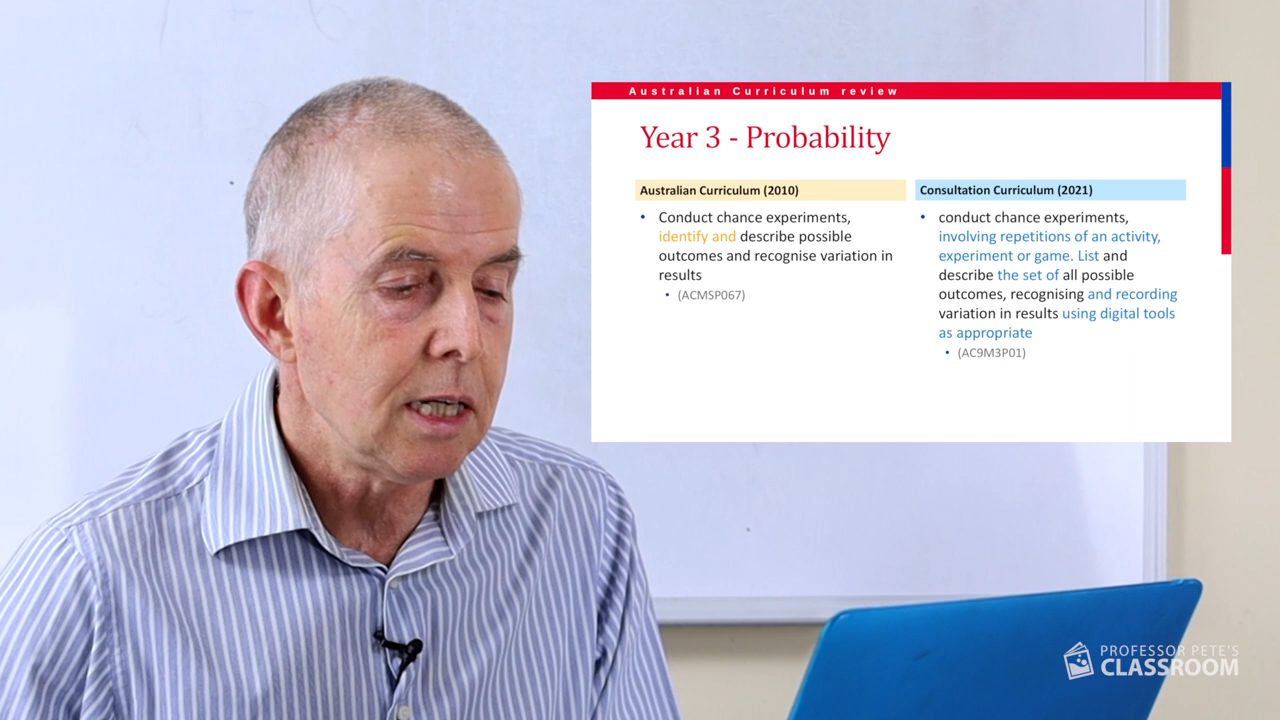 Australian Curriculum review
Year 3 - Probability
Australian Curriculum (2010)
• Conduct chance experiments,
identify and describe possible
outcomes and recognise variation in
results
• (ACMSP067)
Consultation Curriculum (2021)
• conduct chance experiments,
involving repetitions of an activity,
experiment or game. List and
describe the set of all possible
outcomes, recognising and recording
variation in results using digital tools
as appropriate
• (AC9M3P01)
PROFESSOR PETE'S
CLASSROOM